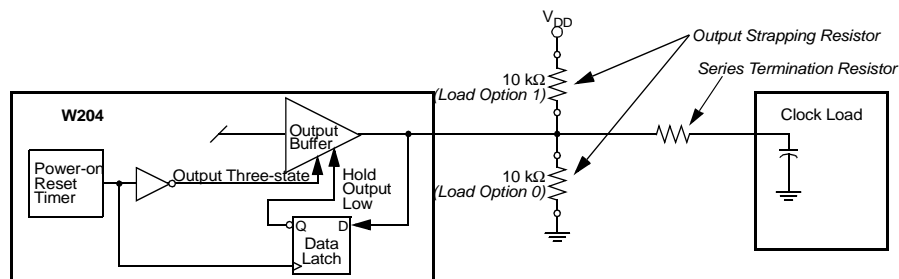 VDD
Output Strapping Resistor
Series Termination Resistor
10 kΩ
(Load Option 1)
W204
Clock Load
Output
Buffer
Power-on
Reset
Timer
Output Three-state
Hold
Output
Low
10 kΩ
(Load Option 0)
Q
D
Data
Latch